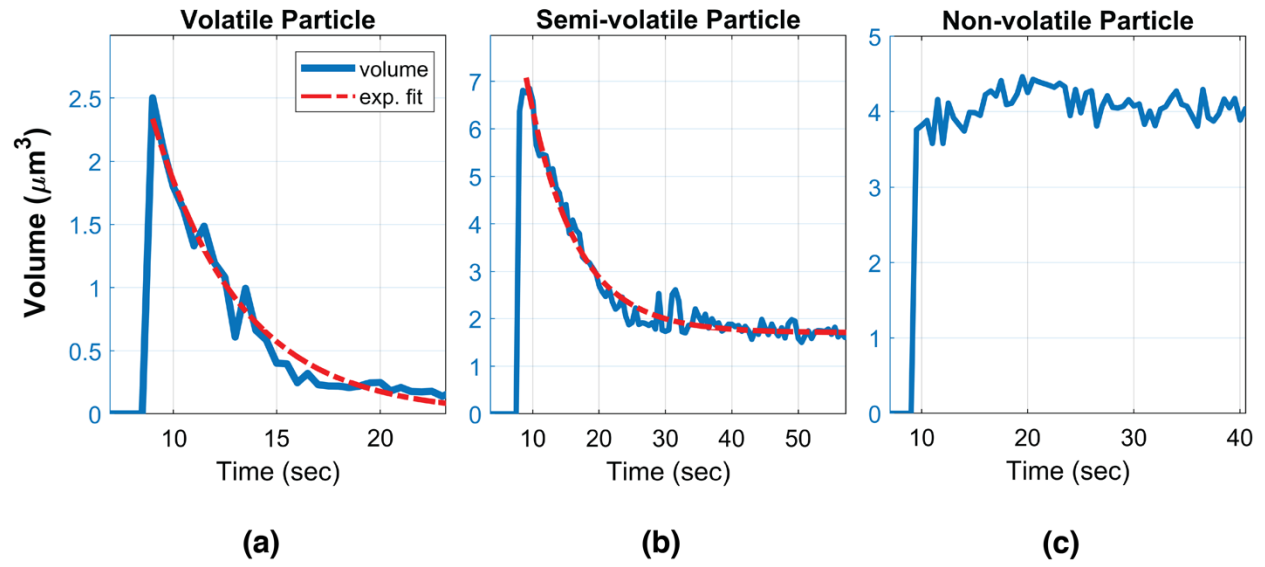 Volatile Particle
Semi-volatile Particle
Non-volatile Particle
Volume (μm³)
volume
exp. fit
2.5
2
1.5
1
0.5
0
10
15
20
Time (sec)
7
6
5
4
3
2
1
0
10
20
30
40
50
Time (sec)
5
4
3
2
1
0
10
20
30
40
Time (sec)
(a)
(b)
(c)